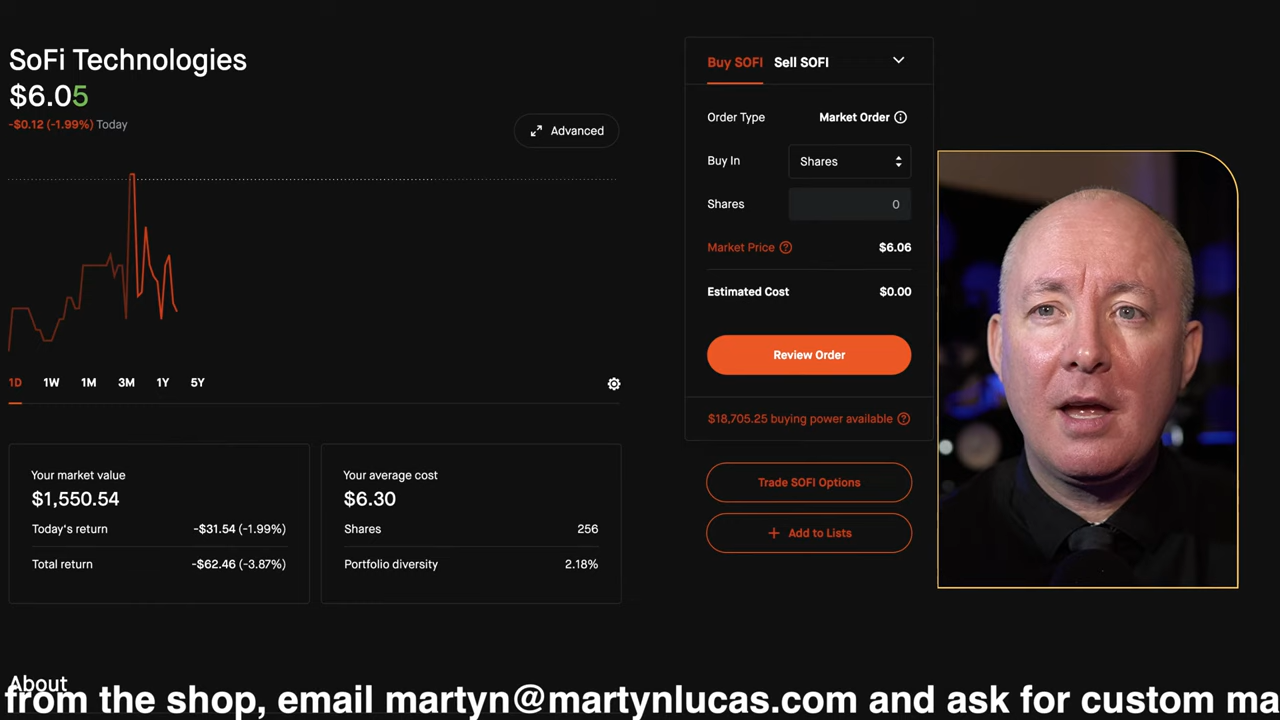 SoFi Technologies
$6.05
-$0.12 (-1.99%) Today
Advanced
1D 1W 1M 3M 1Y 5Y
Your market value
$1,550.54
Today's return -$31.54 (-1.99%)
Total return -$62.46 (-3.87%)
Your average cost
$6.30
Shares 256
Portfolio diversity 2.18%
Buy SOFI Sell SOFI
Order Type Market Order
Buy In Shares
Shares 0
Market Price $6.06
Estimated Cost $0.00
Review Order
$18,705.25 buying power available
Trade SOFI Options
+ Add to Lists
About
from the shop, email martyn@martynlucas.com and ask for custom ma